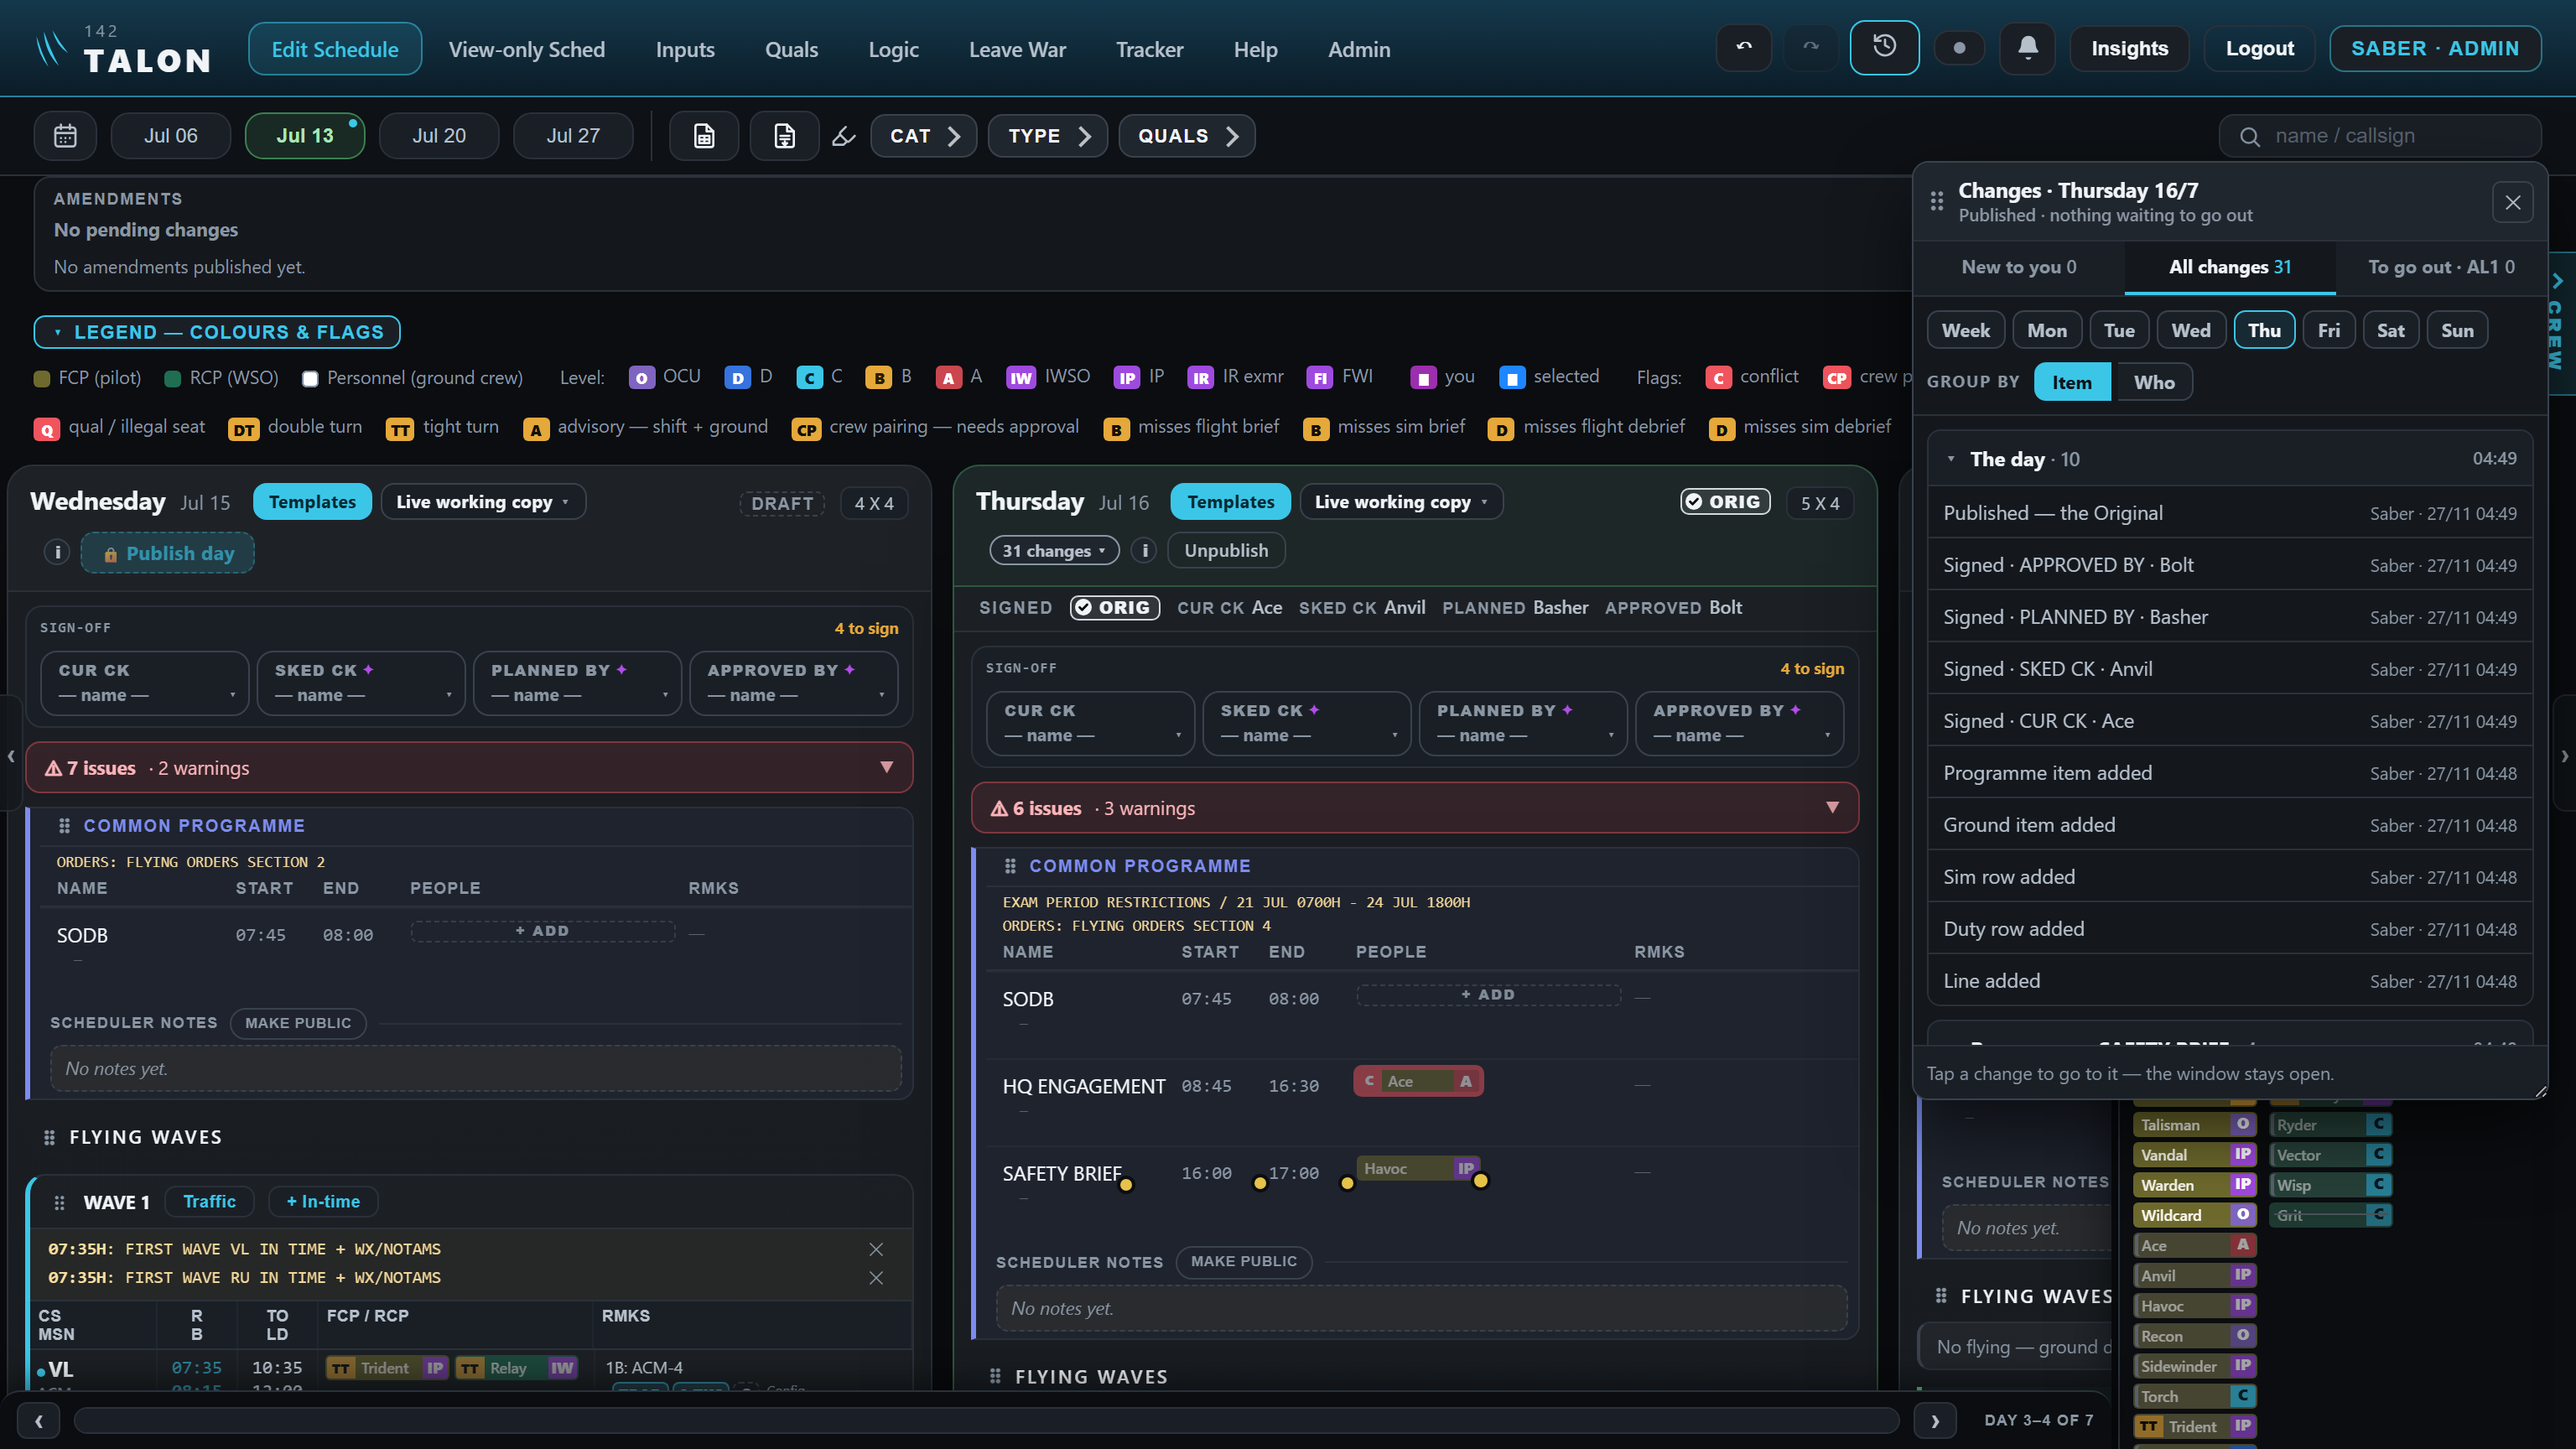 142
TALON
Edit Schedule
View-only Sched
Inputs
Quals
Logic
Leave War
Tracker
Help
Admin
Insights
Logout
SABER · ADMIN
Jul 06
Jul 13
Jul 20
Jul 27
CAT
TYPE
QUALS
name / callsign
AMENDMENTS
No pending changes
No amendments published yet.
LEGEND — COLOURS & FLAGS
FCP (pilot) RCP (WSO) Personnel (ground crew) Level: O OCU D D C C B B A A IW IWSO IP IP IR IR exmr FI FWI you selected Flags: C conflict CP crew p
Q qual / illegal seat DT double turn TT tight turn A advisory — shift + ground CP crew pairing — needs approval B misses flight brief B misses sim brief D misses flight debrief D misses sim debrief
Wednesday Jul 15 Templates Live working copy DRAFT 4 X 4
i Publish day
SIGN-OFF 4 to sign
CUR CK SKED CK PLANNED BY APPROVED BY
— name — — name — — name — — name —
7 issues · 2 warnings
COMMON PROGRAMME
ORDERS: FLYING ORDERS SECTION 2
NAME START END PEOPLE RMKS
SODB 07:45 08:00 + ADD —
—
SCHEDULER NOTES MAKE PUBLIC
No notes yet.
FLYING WAVES
WAVE 1 Traffic + In-time
07:35H: FIRST WAVE VL IN TIME + WX/NOTAMS
07:35H: FIRST WAVE RU IN TIME + WX/NOTAMS
CS R TO FCP / RCP RMKS
MSN B LD
VL 07:35 10:35 TT Trident IP TT Relay IW 1B: ACM-4
Thursday Jul 16 Templates Live working copy ORIG 5 X 4
31 changes i Unpublish
SIGNED ORIG CUR CK Ace SKED CK Anvil PLANNED Basher APPROVED Bolt
SIGN-OFF 4 to sign
CUR CK SKED CK PLANNED BY APPROVED BY
— name — — name — — name — — name —
6 issues · 3 warnings
COMMON PROGRAMME
EXAM PERIOD RESTRICTIONS / 21 JUL 0700H - 24 JUL 1800H
ORDERS: FLYING ORDERS SECTION 4
NAME START END PEOPLE RMKS
SODB 07:45 08:00 + ADD —
—
HQ ENGAGEMENT 08:45 16:30 C Ace A —
—
SAFETY BRIEF 16:00 17:00 Havoc IP —
—
SCHEDULER NOTES MAKE PUBLIC
No notes yet.
FLYING WAVES
Changes · Thursday 16/7
Published · nothing waiting to go out
New to you 0
All changes 31
To go out · AL1 0
Week Mon Tue Wed Thu Fri Sat Sun
GROUP BY Item Who
The day · 10 04:49
Published — the Original Saber · 27/11 04:49
Signed · APPROVED BY · Bolt Saber · 27/11 04:49
Signed · PLANNED BY · Basher Saber · 27/11 04:49
Signed · SKED CK · Anvil Saber · 27/11 04:49
Signed · CUR CK · Ace Saber · 27/11 04:49
Programme item added Saber · 27/11 04:48
Ground item added Saber · 27/11 04:48
Sim row added Saber · 27/11 04:48
Duty row added Saber · 27/11 04:48
Line added Saber · 27/11 04:48
Tap a change to go to it — the window stays open.
CREW
SCHEDULER NOTES
No notes yet.
FLYING WAVES
No flying — ground d
Talisman O Ryder C
Vandal IP Vector C
Warden IP Wisp C
Wildcard O Grit C
Ace A
Anvil IP
Havoc IP
Recon O
Sidewinder IP
Torch C
TT Trident IP
DAY 3–4 OF 7